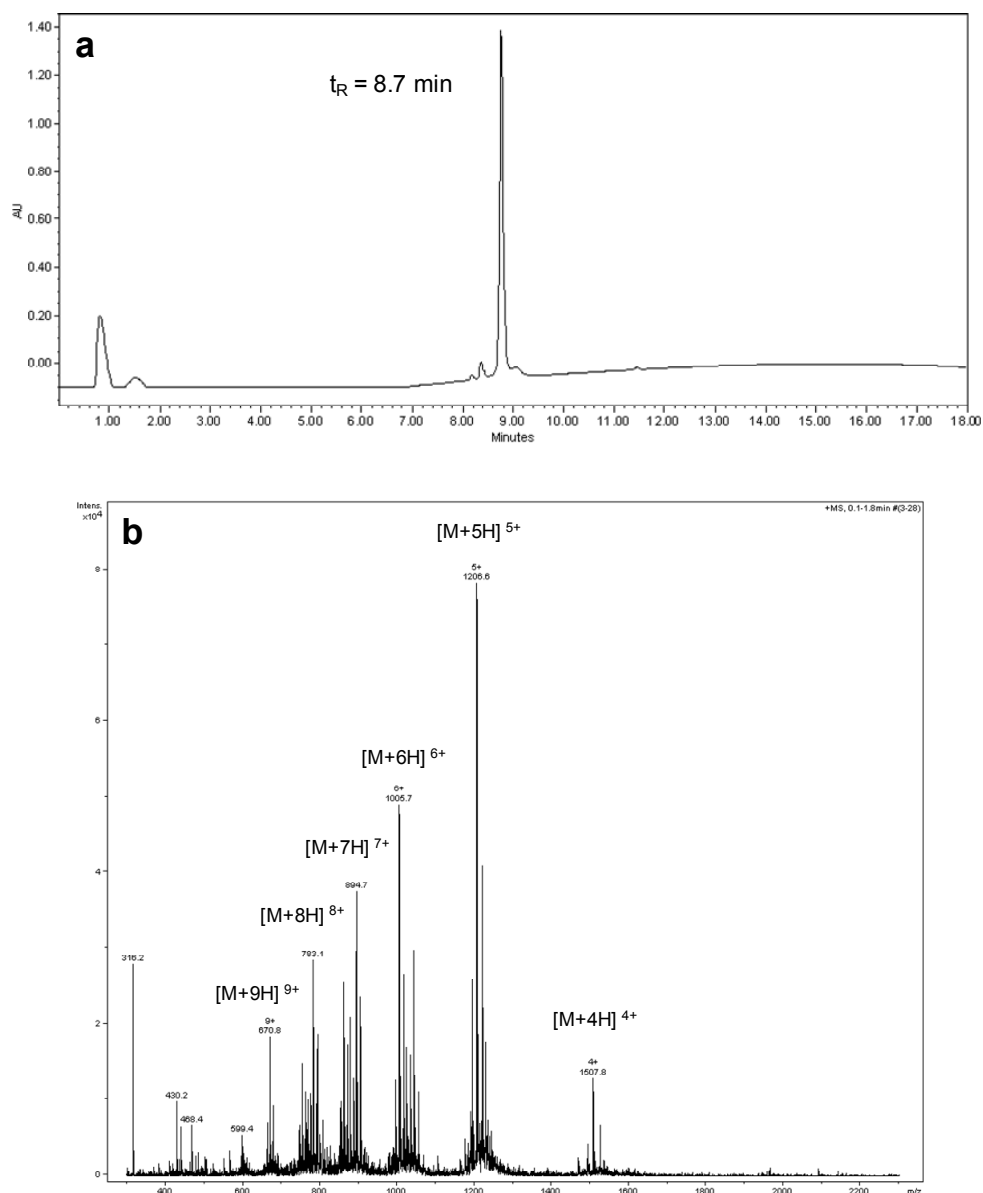 a
t_R = 8.7 min
1.40
1.20
1.00
0.80
0.60
0.40
0.20
0.00
AU
1.00 2.00 3.00 4.00 5.00 6.00 7.00 8.00 9.00 10.00 11.00 12.00 13.00 14.00 15.00 16.00 17.00 18.00
Minutes
Intens.
x10^4
b
+MS, 0.1-1.8min #(3-28)
[M+5H] 5+
5+
1206.6
[M+6H] 6+
6+
1005.7
[M+7H] 7+
894.7
[M+8H] 8+
783.1
[M+9H] 9+
9+
670.8
[M+4H] 4+
4+
1507.8
316.2
430.2
468.4
599.4
8
6
4
2
0
400 600 800 1000 1200 1400 1600 1800 2000 2200 m/z